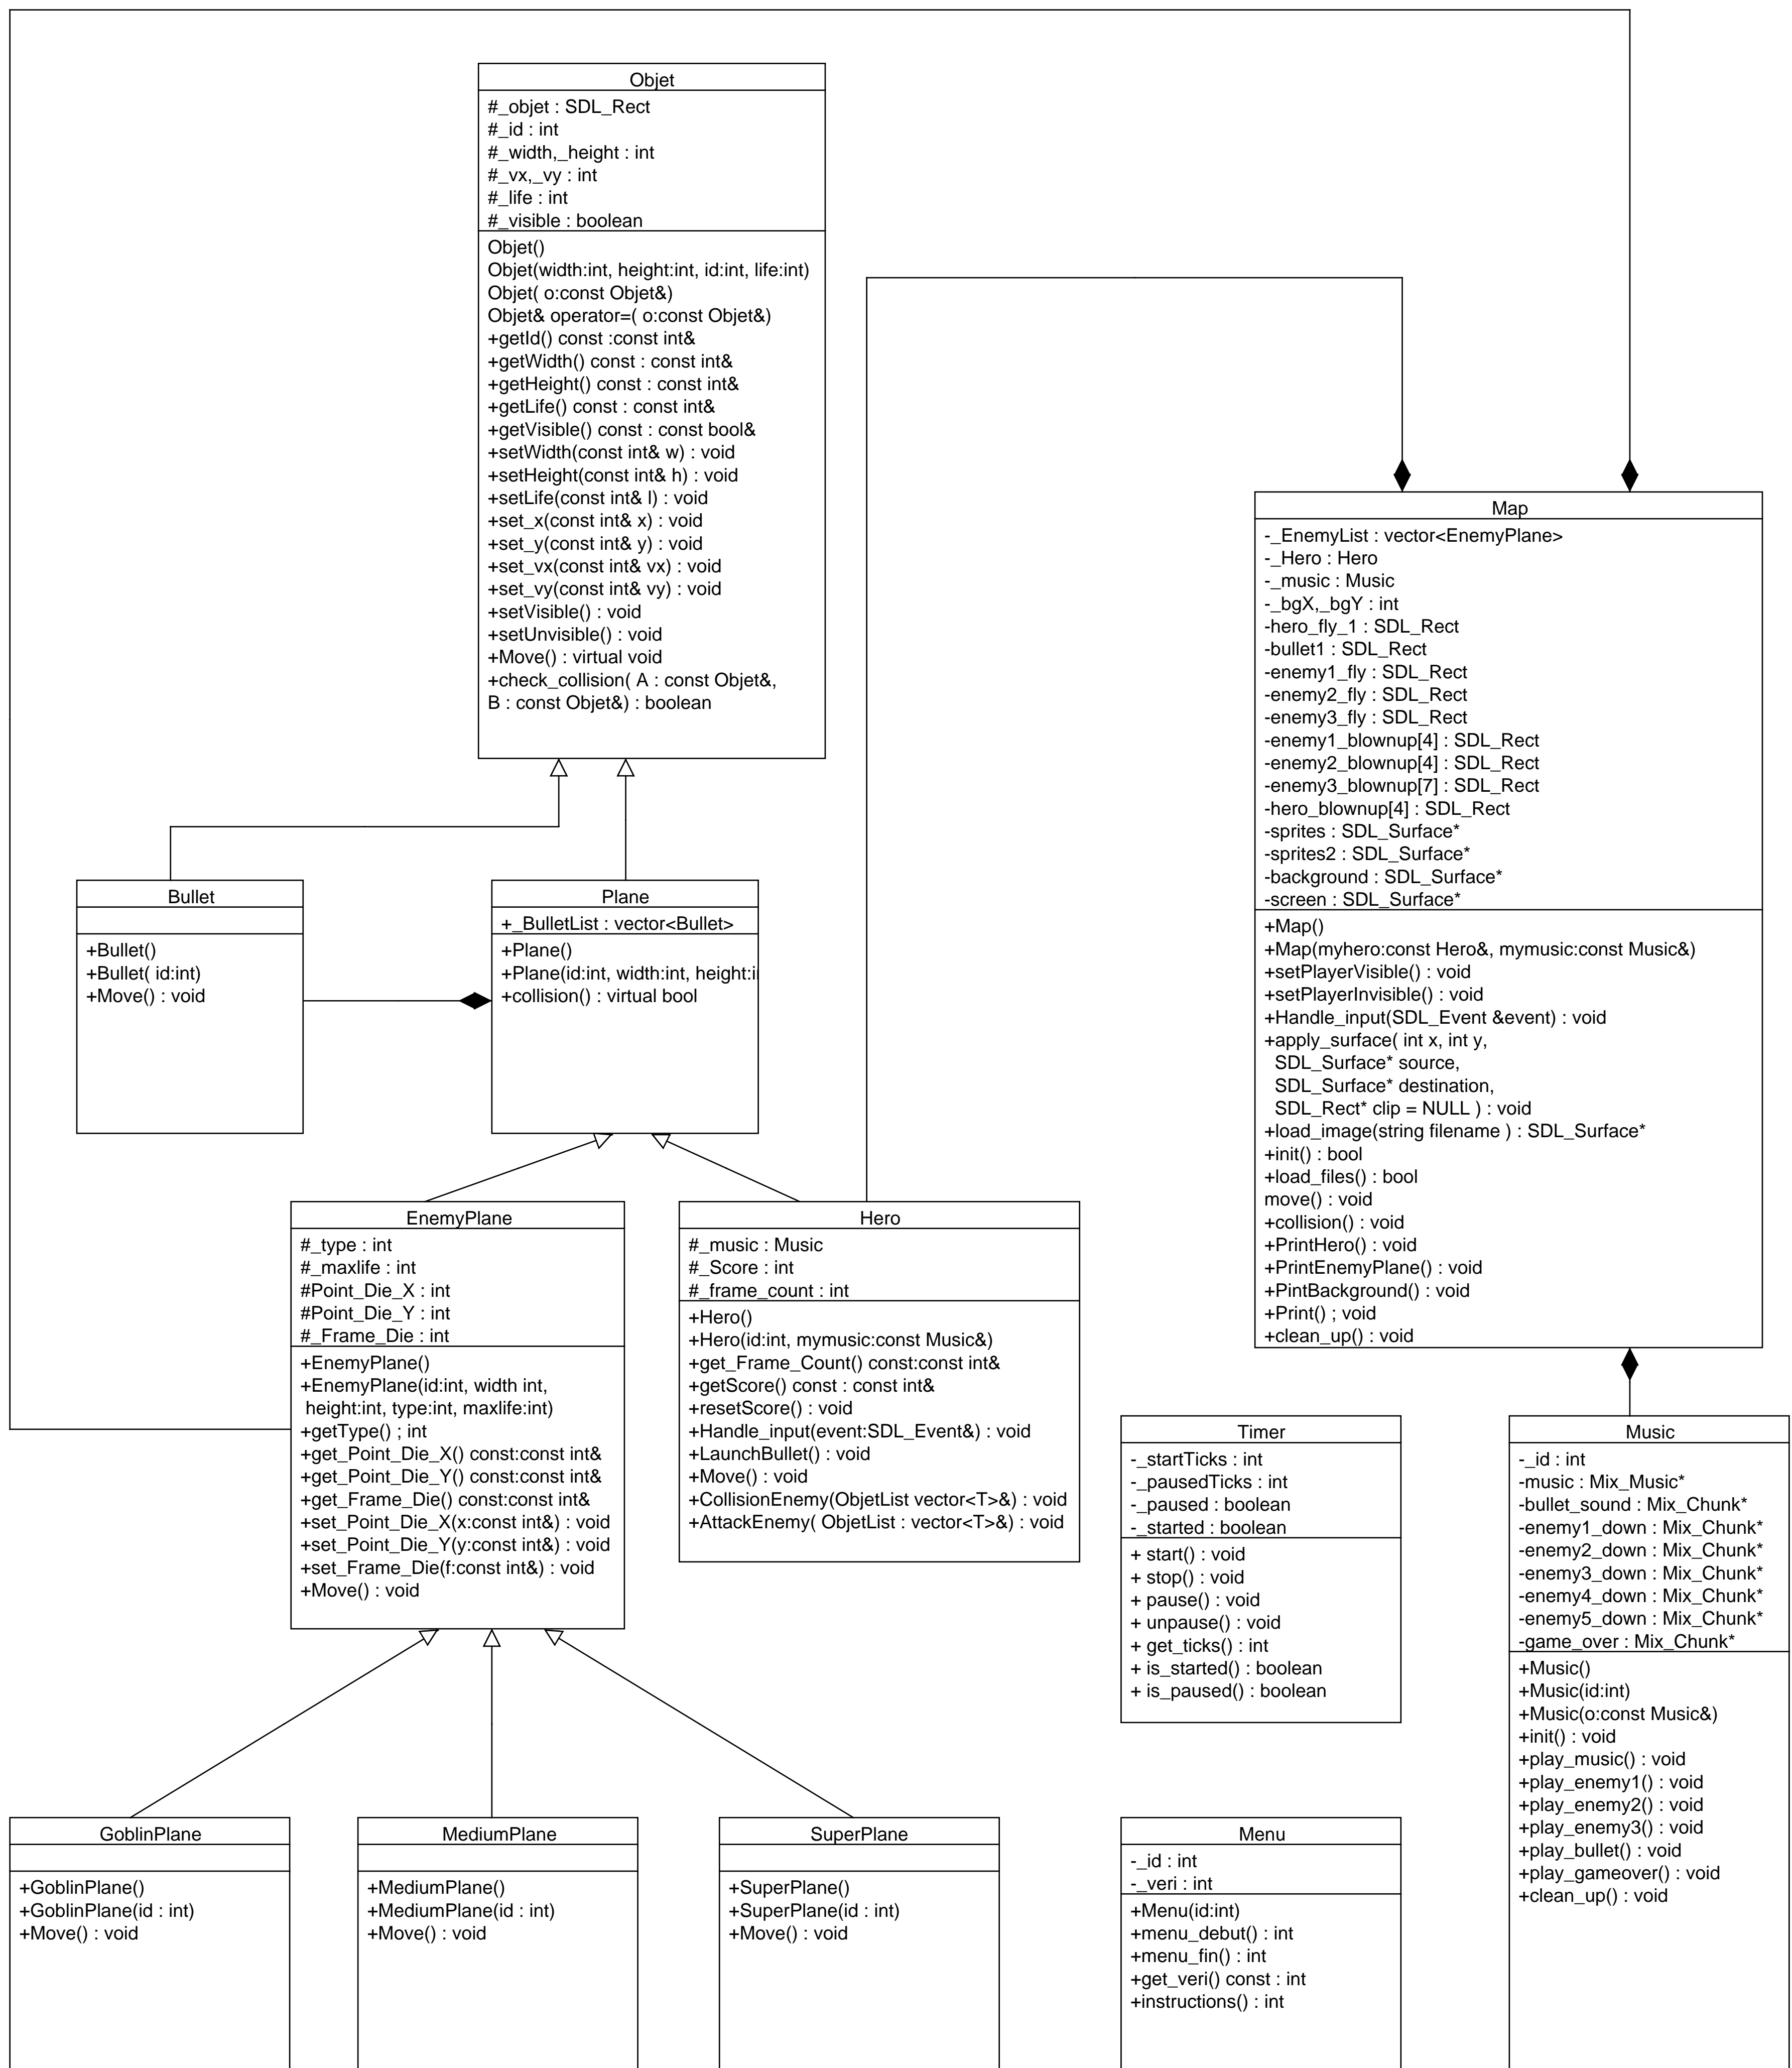 Objet
#_objet : SDL_Rect
#_id : int
#_width,_height : int
#_vx,_vy : int
#_life : int
#_visible : boolean
Objet()
Objet(width:int, height:int, id:int, life:int)
Objet( o:const Objet&)
Objet& operator=( o:const Objet&)
+getId() const :const int&
+getWidth() const : const int&
+getHeight() const : const int&
+getLife() const : const int&
+getVisible() const : const bool&
+setWidth(const int& w) : void
+setHeight(const int& h) : void
+setLife(const int& l) : void
+set_x(const int& x) : void
+set_y(const int& y) : void
+set_vx(const int& vx) : void
+set_vy(const int& vy) : void
+setVisible() : void
+setUnvisible() : void
+Move() : virtual void
+check_collision( A : const Objet&,
B : const Objet&) : boolean
Map
-_EnemyList : vector<EnemyPlane>
-_Hero : Hero
-_music : Music
-_bgX,_bgY : int
-hero_fly_1 : SDL_Rect
-bullet1 : SDL_Rect
-enemy1_fly : SDL_Rect
-enemy2_fly : SDL_Rect
-enemy3_fly : SDL_Rect
-enemy1_blownup[4] : SDL_Rect
-enemy2_blownup[4] : SDL_Rect
-enemy3_blownup[7] : SDL_Rect
-hero_blownup[4] : SDL_Rect
-sprites : SDL_Surface*
-sprites2 : SDL_Surface*
-background : SDL_Surface*
-screen : SDL_Surface*
+Map()
+Map(myhero:const Hero&, mymusic:const Music&)
+setPlayerVisible() : void
+setPlayerInvisible() : void
+Handle_input(SDL_Event &event) : void
+apply_surface( int x, int y,
SDL_Surface* source,
SDL_Surface* destination,
SDL_Rect* clip = NULL ) : void
+load_image(string filename ) : SDL_Surface*
+init() : bool
+load_files() : bool
move() : void
+collision() : void
+PrintHero() : void
+PrintEnemyPlane() : void
+PintBackground() : void
+Print() ; void
+clean_up() : void
Bullet
+Bullet()
+Bullet( id:int)
+Move() : void
Plane
+_BulletList : vector<Bullet>
+Plane()
+Plane(id:int, width:int, height:i
+collision() : virtual bool
EnemyPlane
#_type : int
#_maxlife : int
#Point_Die_X : int
#Point_Die_Y : int
#_Frame_Die : int
+EnemyPlane()
+EnemyPlane(id:int, width int,
height:int, type:int, maxlife:int)
+getType() ; int
+get_Point_Die_X() const:const int&
+get_Point_Die_Y() const:const int&
+get_Frame_Die() const:const int&
+set_Point_Die_X(x:const int&) : void
+set_Point_Die_Y(y:const int&) : void
+set_Frame_Die(f:const int&) : void
+Move() : void
Hero
#_music : Music
#_Score : int
#_frame_count : int
+Hero()
+Hero(id:int, mymusic:const Music&)
+get_Frame_Count() const:const int&
+getScore() const : const int&
+resetScore() : void
+Handle_input(event:SDL_Event&) : void
+LaunchBullet() : void
+Move() : void
+CollisionEnemy(ObjetList vector<T>&) : void
+AttackEnemy( ObjetList : vector<T>&) : void
Timer
-_startTicks : int
-_pausedTicks : int
-_paused : boolean
-_started : boolean
+ start() : void
+ stop() : void
+ pause() : void
+ unpause() : void
+ get_ticks() : int
+ is_started() : boolean
+ is_paused() : boolean
Music
-_id : int
-music : Mix_Music*
-bullet_sound : Mix_Chunk*
-enemy1_down : Mix_Chunk*
-enemy2_down : Mix_Chunk*
-enemy3_down : Mix_Chunk*
-enemy4_down : Mix_Chunk*
-enemy5_down : Mix_Chunk*
-game_over : Mix_Chunk*
+Music()
+Music(id:int)
+Music(o:const Music&)
+init() : void
+play_music() : void
+play_enemy1() : void
+play_enemy2() : void
+play_enemy3() : void
+play_bullet() : void
+play_gameover() : void
+clean_up() : void
GoblinPlane
+GoblinPlane()
+GoblinPlane(id : int)
+Move() : void
MediumPlane
+MediumPlane()
+MediumPlane(id : int)
+Move() : void
SuperPlane
+SuperPlane()
+SuperPlane(id : int)
+Move() : void
Menu
-_id : int
-_veri : int
+Menu(id:int)
+menu_debut() : int
+menu_fin() : int
+get_veri() const : int
+instructions() : int